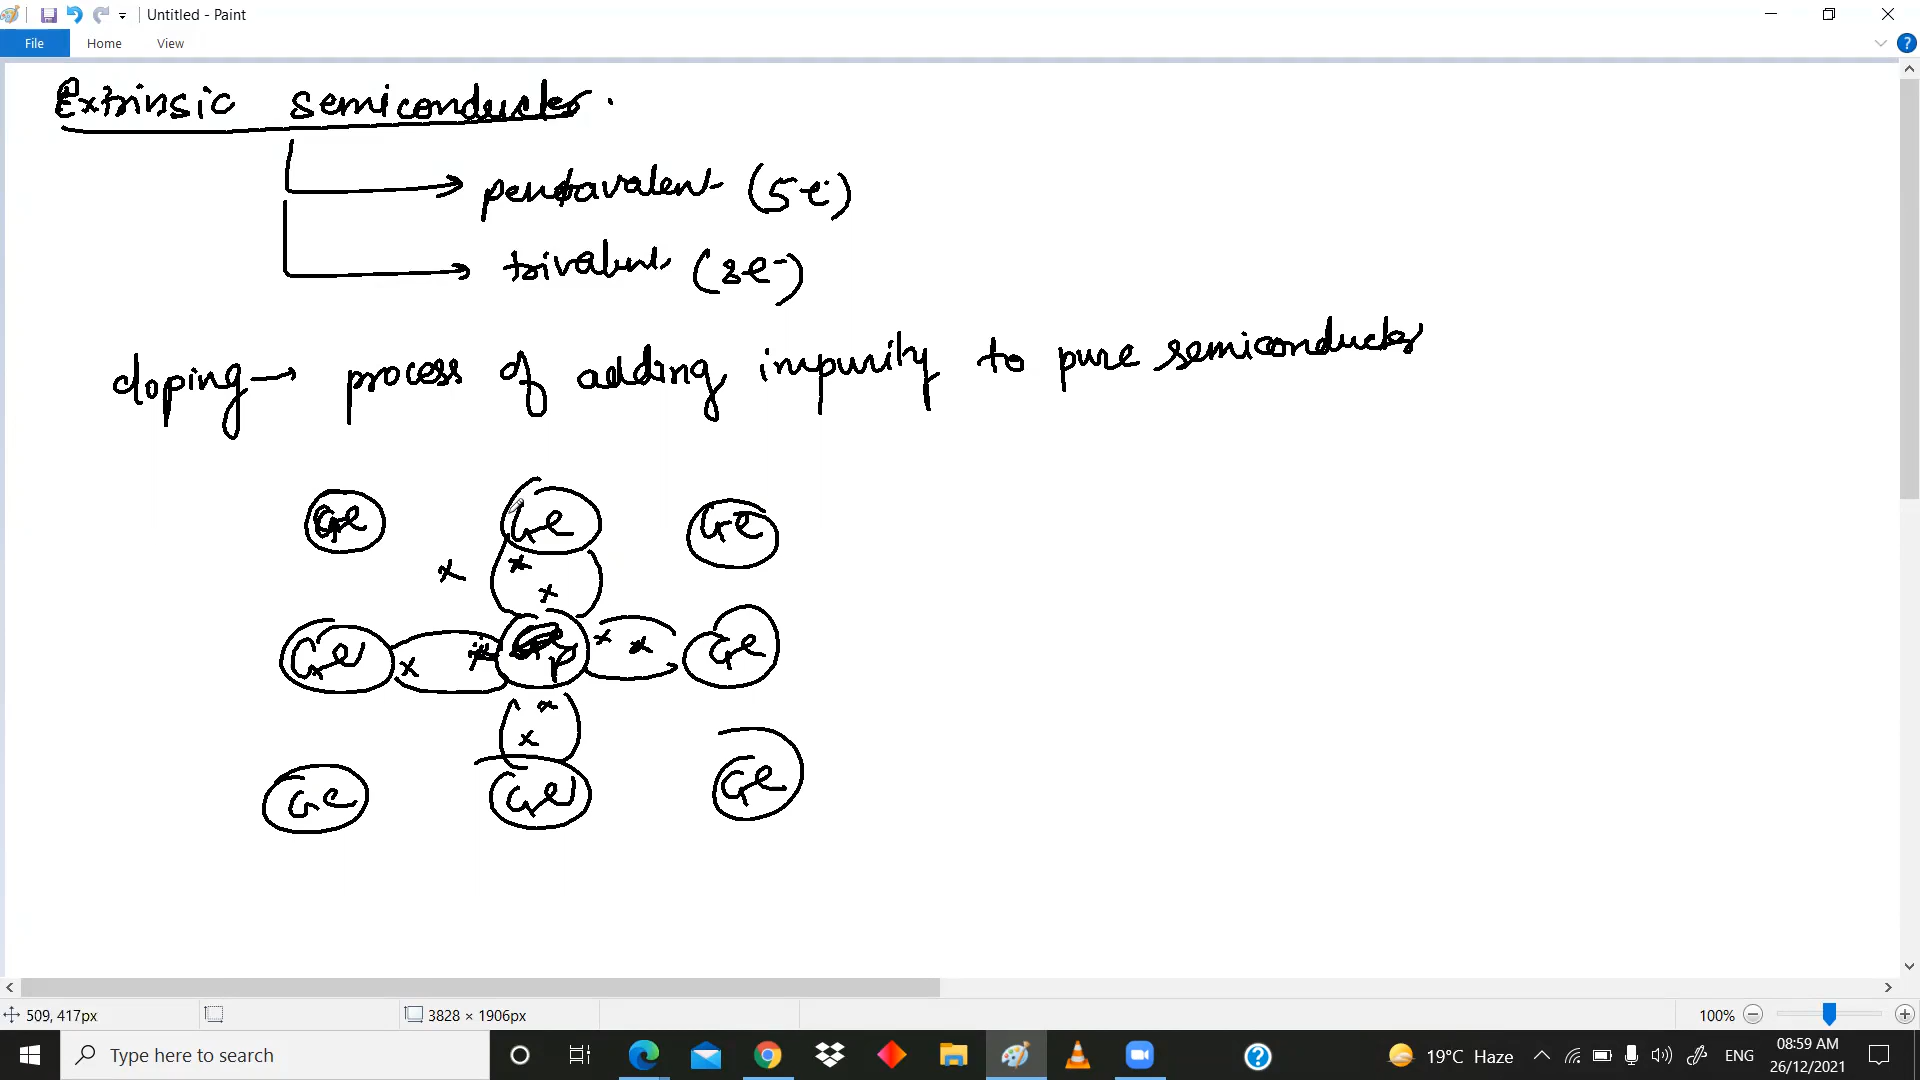 Untitled - Paint
File Home View
Extrinsic semiconductor.
pentavalent (5e-)
trivalent (3e-)
doping → process of adding impurity to pure semiconductor
Ge Ge Ge
x x
x
Ge x x P x x Ge
x
x
Ge Ge Ge
509, 417px 3828 × 1906px 100%
Type here to search 19°C Haze ENG 08:59 AM
26/12/2021